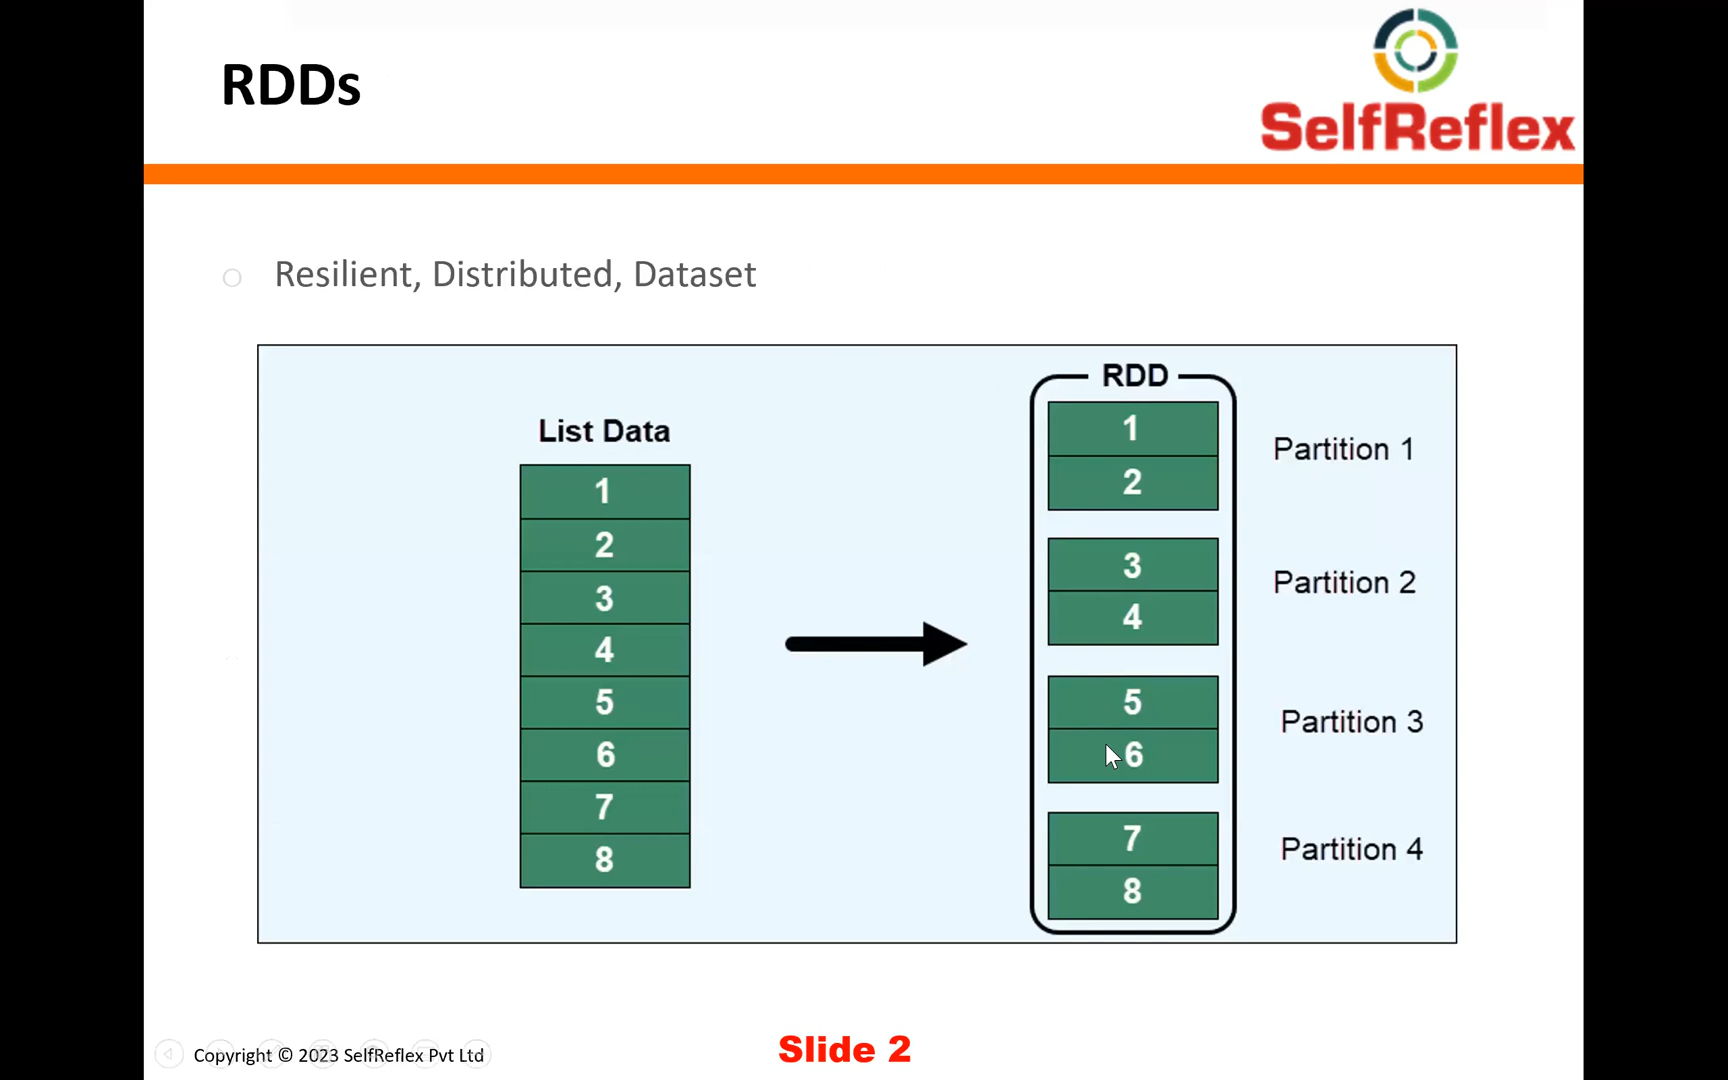 RDDs
SelfReflex
Resilient, Distributed, Dataset
List Data
1
2
3
4
5
6
7
8
RDD
1
2
Partition 1
3
4
Partition 2
5
6
Partition 3
7
8
Partition 4
Copyright © 2023 SelfReflex Pvt Ltd
Slide 2